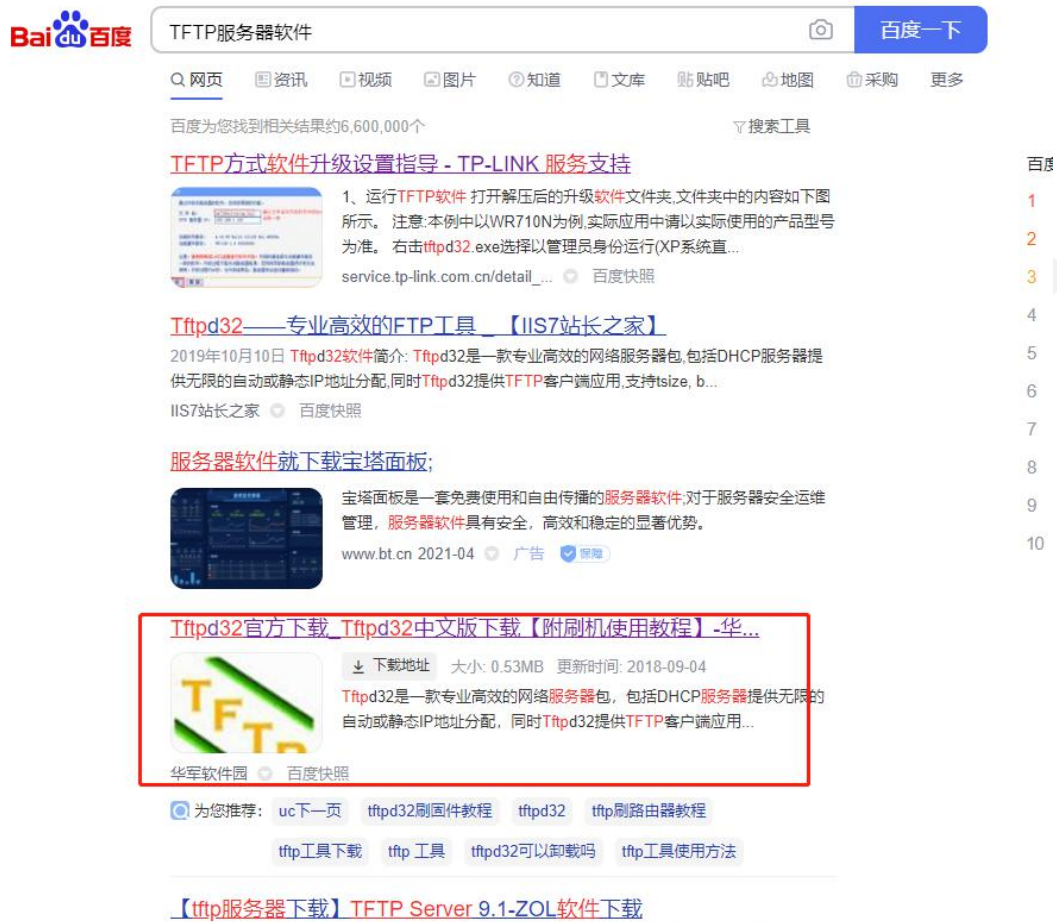 Bai du 百度
TFTP服务器软件
百度一下
网页 资讯 视频 图片 知道 文库 贴吧 地图 采购 更多
百度为您找到相关结果约6,600,000个
搜索工具
TFTP方式软件升级设置指导 - TP-LINK 服务支持
1、运行TFTP软件 打开解压后的升级软件文件夹,文件夹中的内容如下图
所示。 注意:本例中以WR710N为例,实际应用中请以实际使用的产品型号
为准。 右击tftpd32.exe选择以管理员身份运行(XP系统直...
service.tp-link.com.cn/detail_... 百度快照
Tftpd32——专业高效的FTP工具 _ 【IIS7站长之家】
2019年10月10日 Tftpd32软件简介: Tftpd32是一款专业高效的网络服务器包,包括DHCP服务器提
供无限的自动或静态IP地址分配,同时Tftpd32提供TFTP客户端应用,支持tsize, b...
IIS7站长之家 百度快照
服务器软件就下载宝塔面板;
宝塔面板是一套免费使用和自由传播的服务器软件;对于服务器安全运维
管理，服务器软件具有安全，高效和稳定的显著优势。
www.bt.cn 2021-04 广告 保障
Tftpd32官方下载_Tftpd32中文版下载【附刷机使用教程】-华...
TFTP
下载地址 大小: 0.53MB 更新时间: 2018-09-04
Tftpd32是一款专业高效的网络服务器包，包括DHCP服务器提供无限的
自动或静态IP地址分配，同时Tftpd32提供TFTP客户端应用...
华军软件园 百度快照
为您推荐: uc下一页 tftpd32刷固件教程 tftpd32 tftp刷路由器教程
tftp工具下载 tftp 工具 tftpd32可以卸载吗 tftp工具使用方法
【tftp服务器下载】TFTP Server 9.1-ZOL软件下载
百度
1
2
3
4
5
6
7
8
9
10